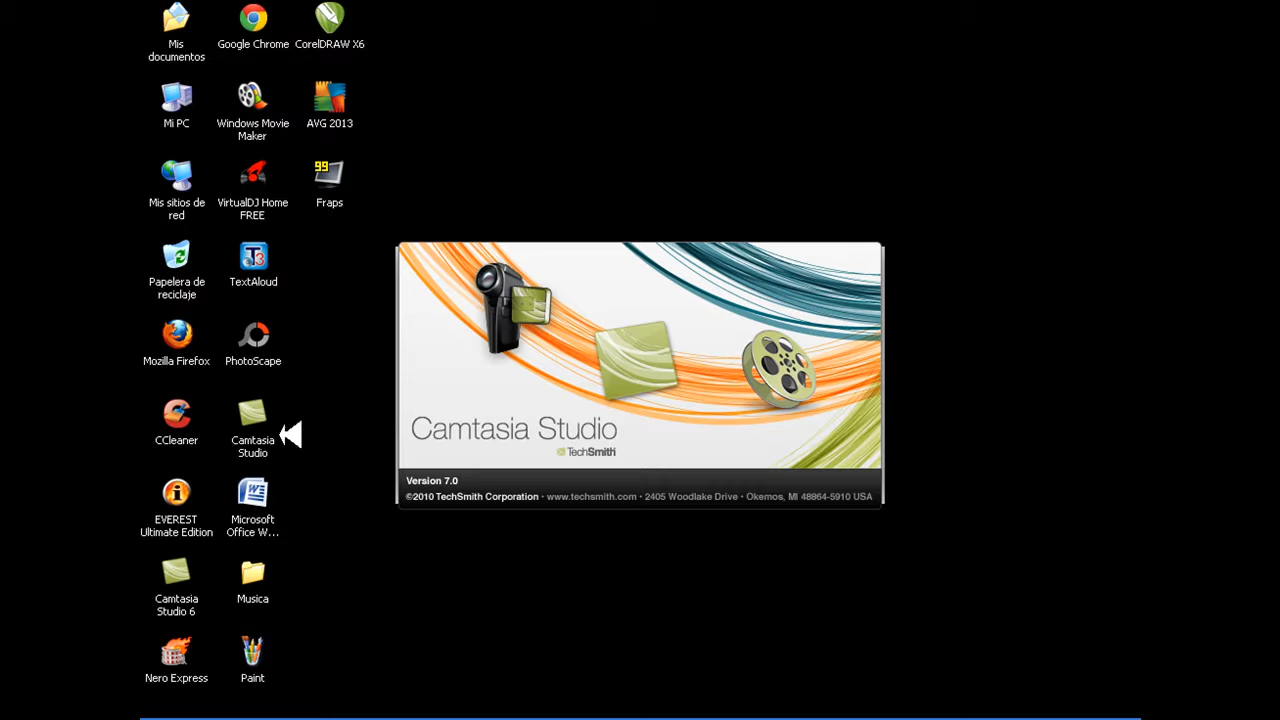 Mis
documentos
Google Chrome
CorelDRAW X6
Mi PC
Windows Movie
Maker
AVG 2013
Mis sitios de
red
VirtualDJ Home
FREE
99
Fraps
Papelera de
reciclaje
T3
TextAloud
Mozilla Firefox
PhotoScape
CCleaner
Camtasia
Studio
EVEREST
Ultimate Edition
Microsoft
Office W...
Camtasia
Studio 6
Musica
Nero Express
Paint
Camtasia Studio
TechSmith
Version 7.0
©2010 TechSmith Corporation • www.techsmith.com • 2405 Woodlake Drive • Okemos, MI 48864-5910 USA